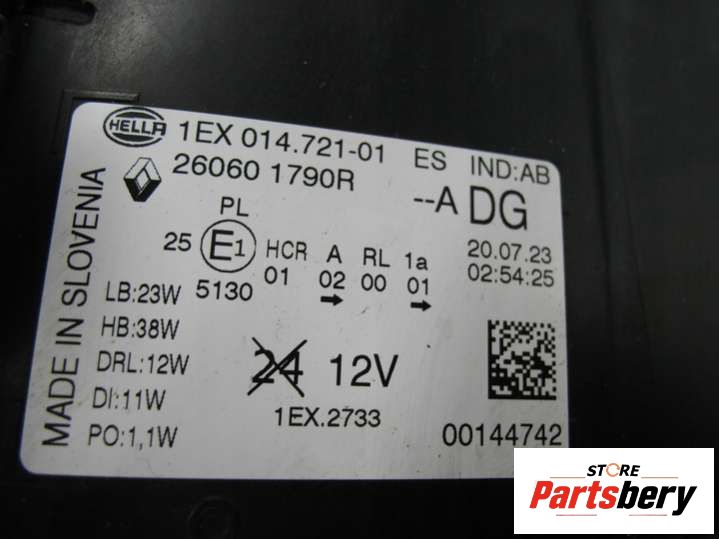 HELLA 1EX 014.721-01 ES IND:AB
26060 1790R --A DG
PL
25 E1 HCR A RL 1a 20.07.23
01 02 00 01 02:54:25
LB:23W 5130
HB:38W
DRL:12W 24 12V
DI:11W 1EX.2733
PO:1,1W 00144742
MADE IN SLOVENIA
STORE
Partsbery